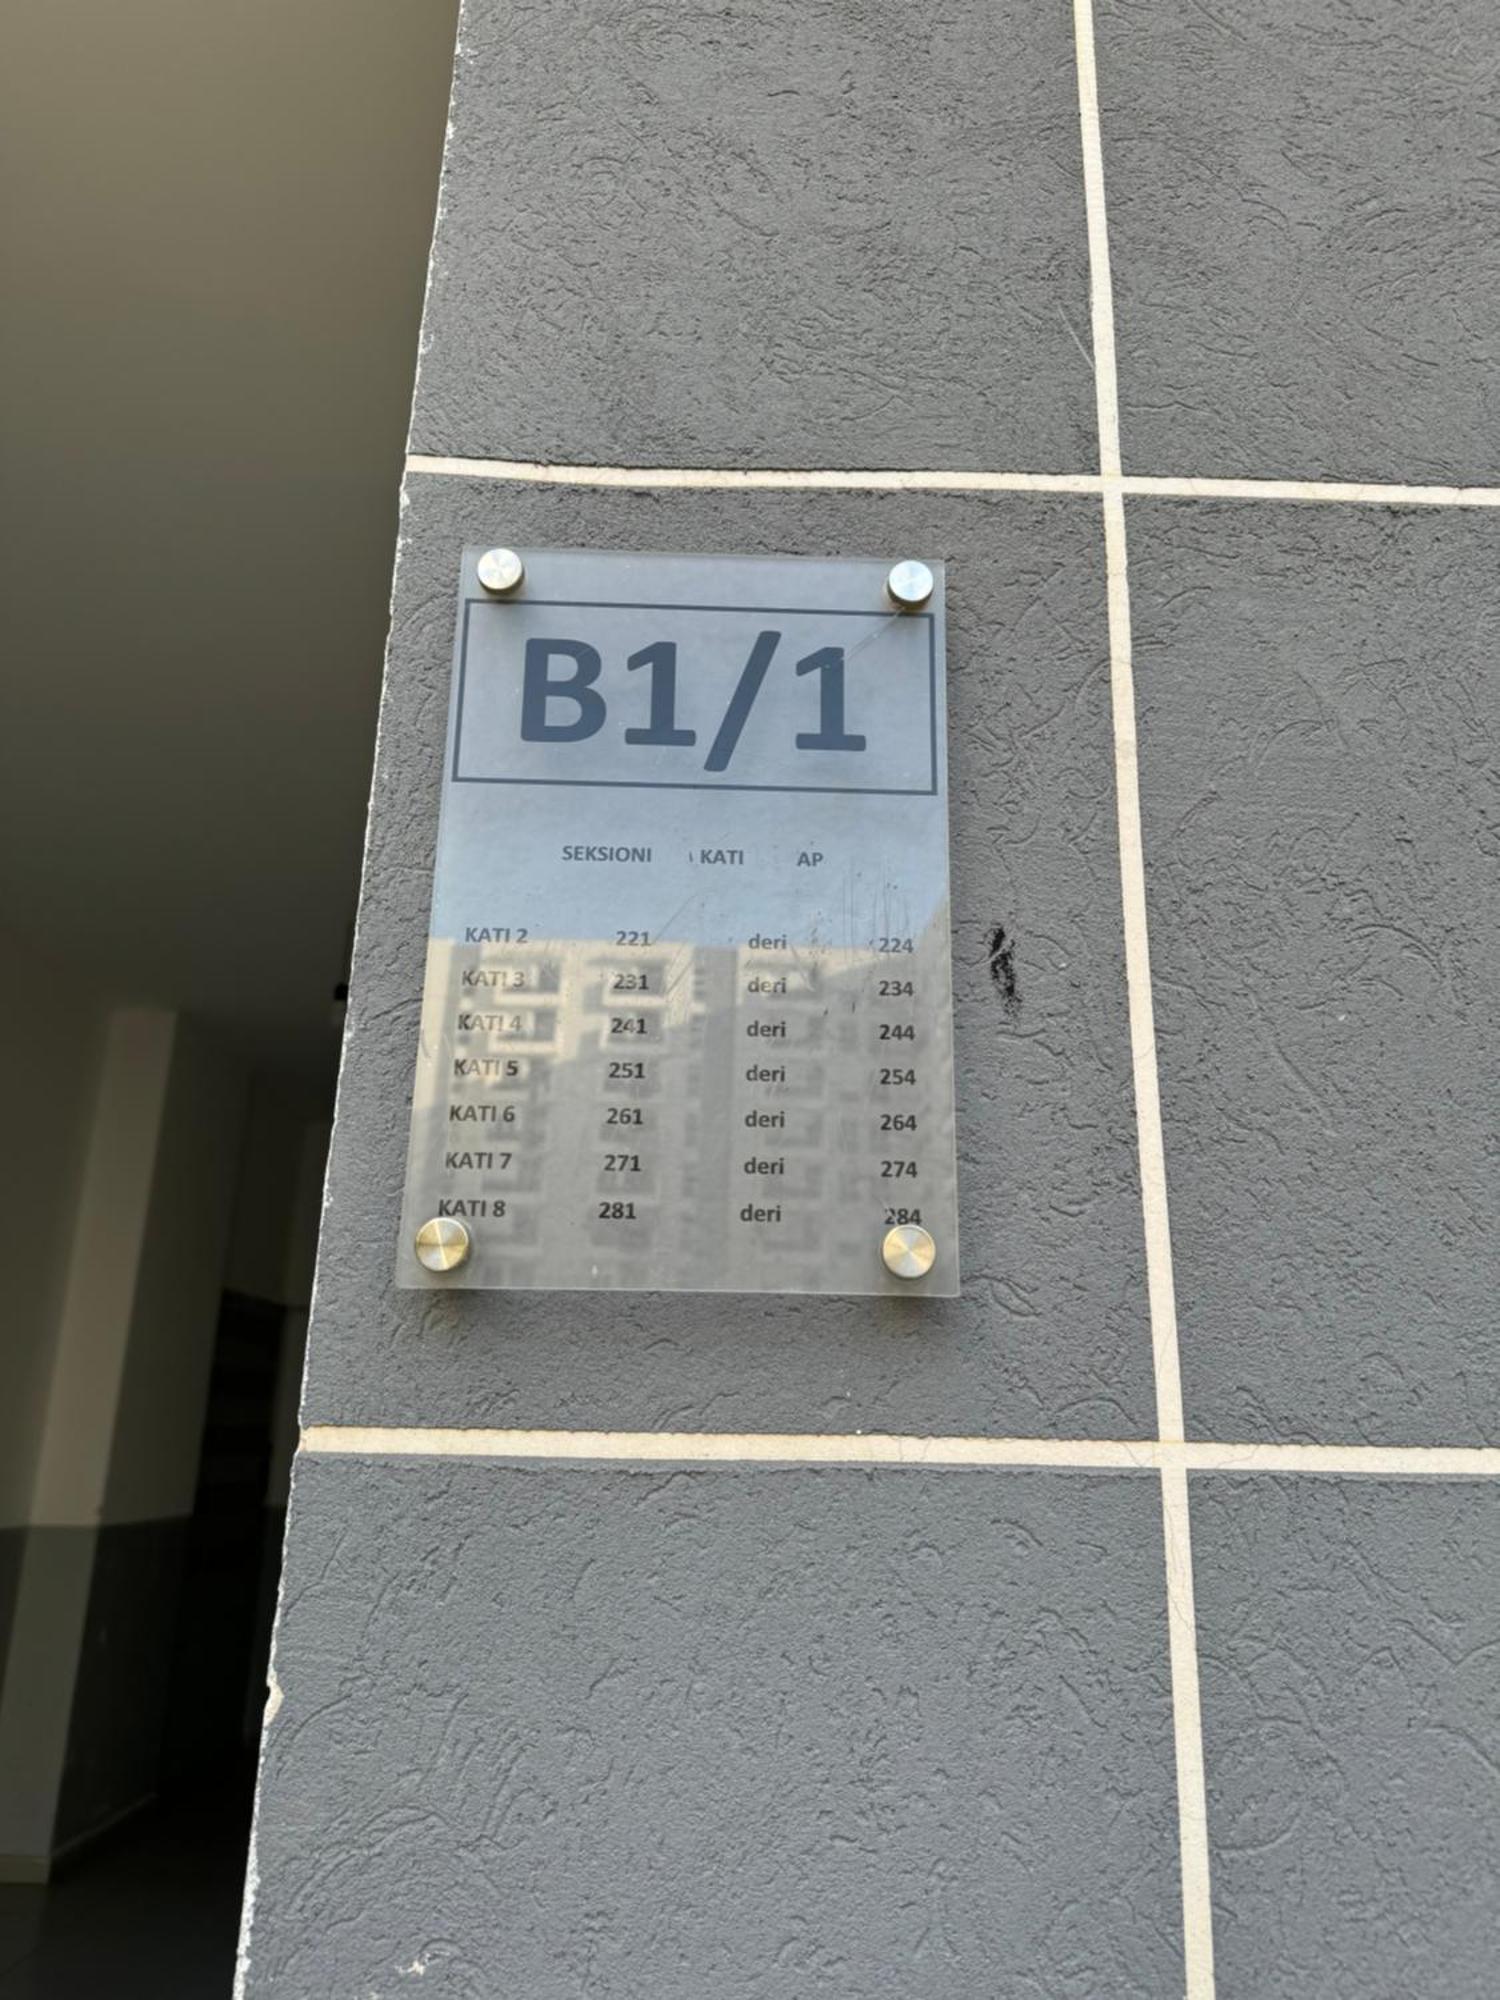 B1/1
SEKSIONI \ KATI AP
KATI 2 221 deri 224
KATI 3 231 deri 234
KATI 4 241 deri 244
KATI 5 251 deri 254
KATI 6 261 deri 264
KATI 7 271 deri 274
KATI 8 281 deri 284